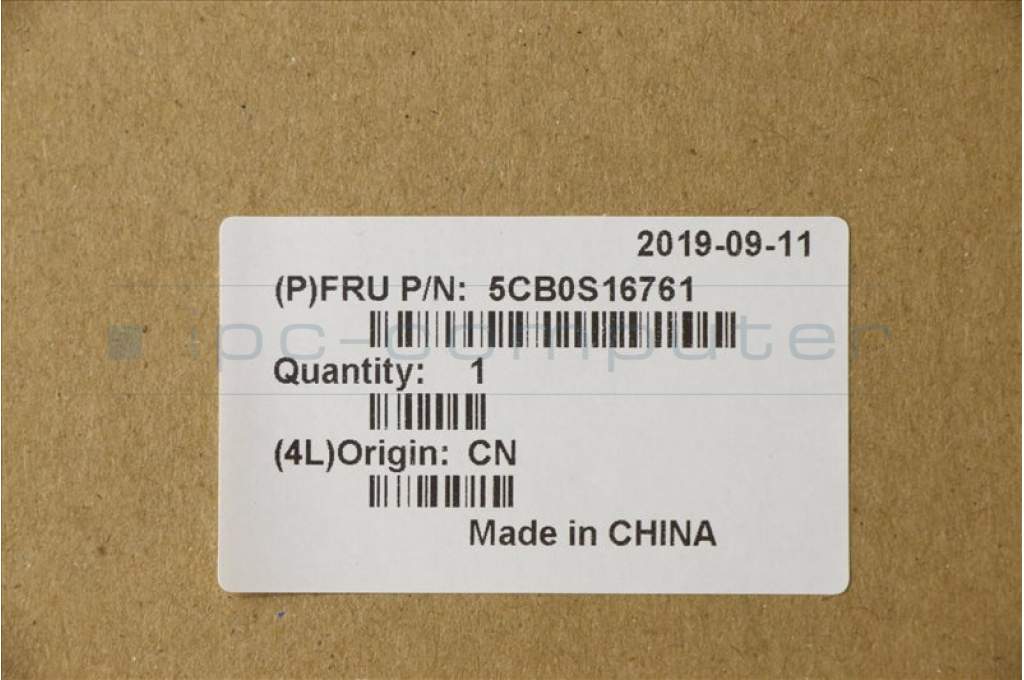 2019-09-11
(P)FRU P/N: 5CB0S16761
ipc-computer
Quantity: 1
(4L)Origin: CN
Made in CHINA